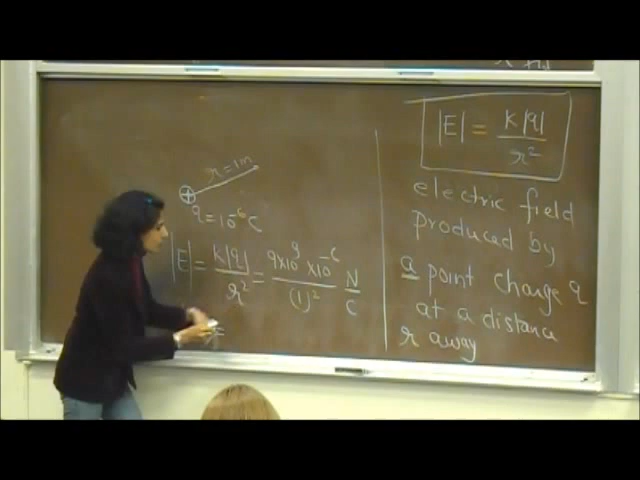 r = 1m
⊕
q = 10⁻⁶ C
|E| = K|q| / r² = 9×10⁹ × 10⁻⁶ / (1)² N/C
=
|E| = K|q| / r²
electric field
produced by
a point charge q
at a distance
r away